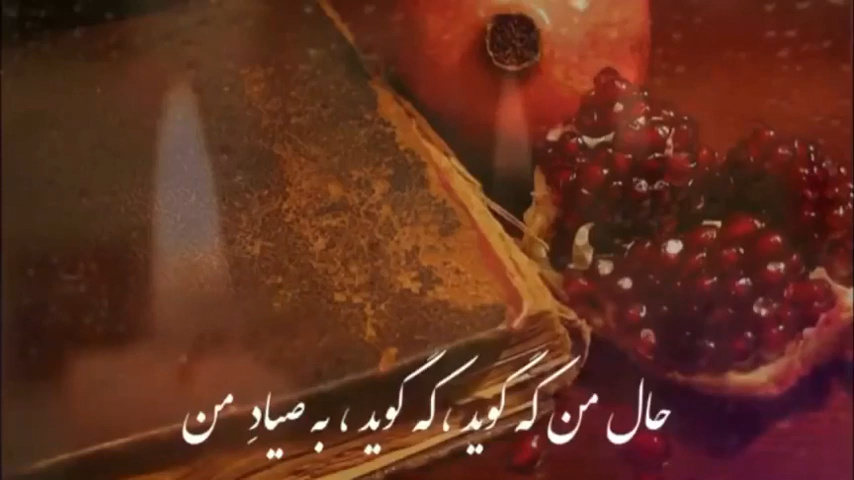 حال من که گوید ، که گوید ، به صیادِ من